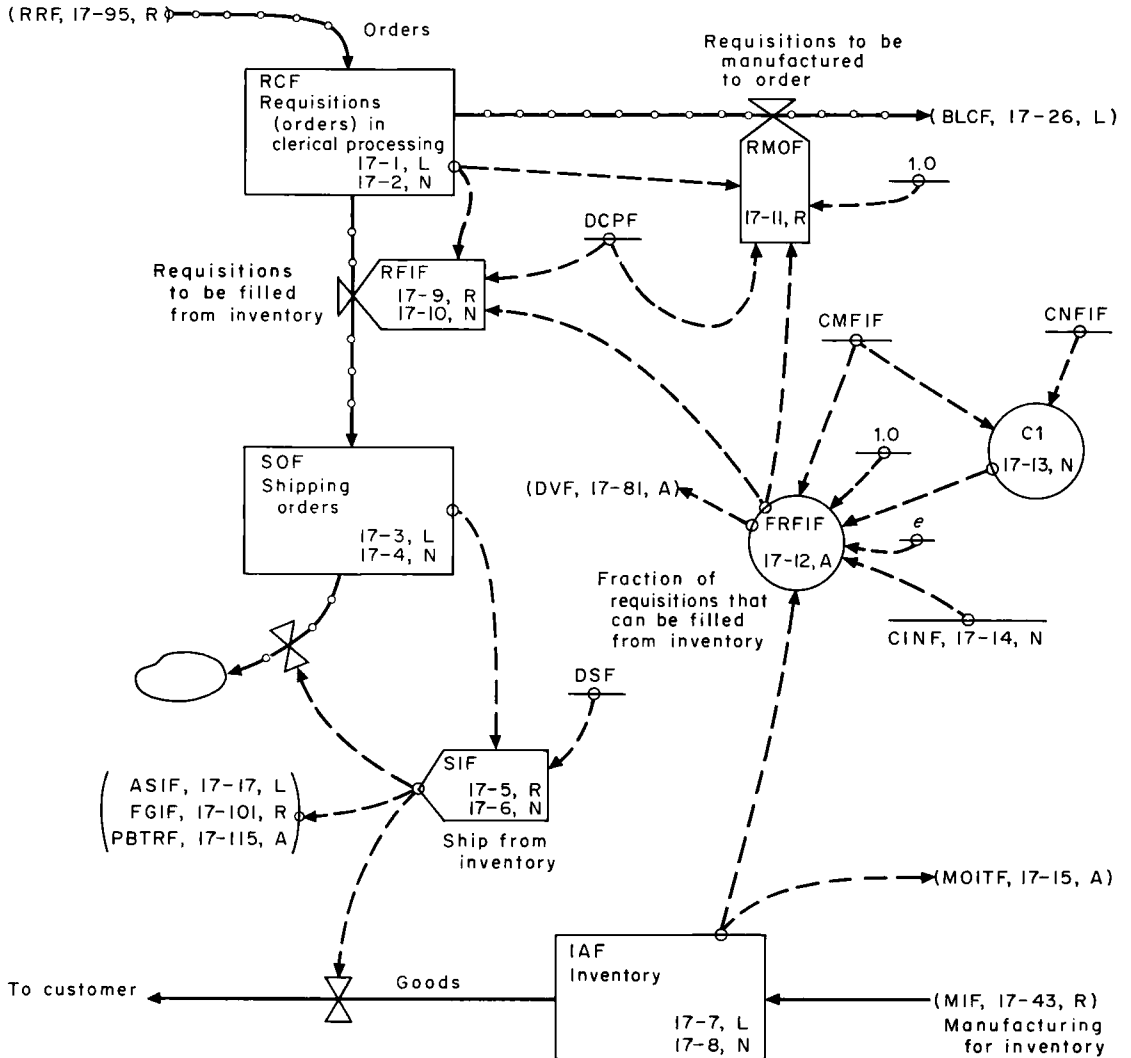 (RRF, 17-95, R)
Orders
RCF
Requisitions
(orders) in
clerical processing
17-1, L
17-2, N
Requisitions to be
manufactured
to order
(BLCF, 17-26, L)
RMOF
17-11, R
1.0
DCPF
Requisitions
to be filled
from inventory
RFIF
17-9, R
17-10, N
CMFIF
CNFIF
C1
17-13, N
1.0
SOF
Shipping
orders
17-3, L
17-4, N
(DVF, 17-81, A)
FRFIF
17-12, A
e
Fraction of
requisitions that
can be filled
from inventory
CINF, 17-14, N
DSF
SIF
17-5, R
17-6, N
Ship from
inventory
(ASIF, 17-17, L
FGIF, 17-101, R
PBTRF, 17-115, A)
(MOITF, 17-15, A)
IAF
Inventory
17-7, L
17-8, N
To customer
Goods
(MIF, 17-43, R)
Manufacturing
for inventory